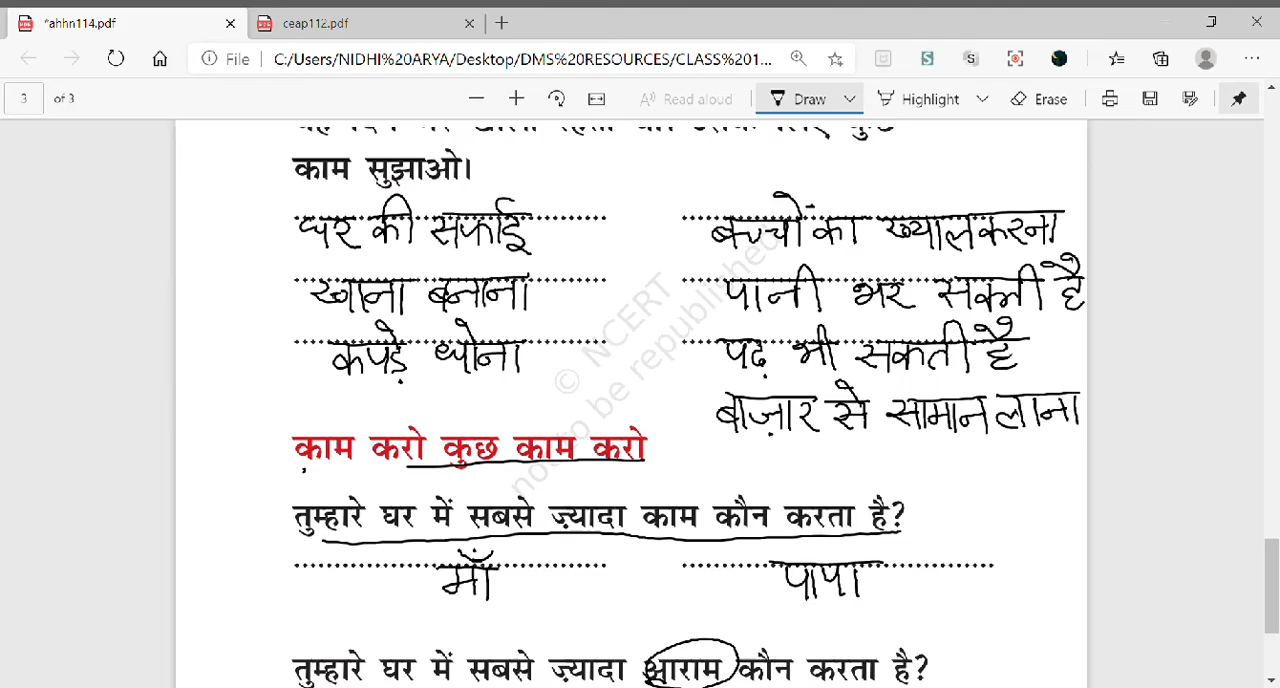 *ahhn114.pdf
ceap112.pdf
File C:/Users/NIDHI%20ARYA/Desktop/DMS%20RESOURCES/CLASS%201...
3 of 3
Read aloud Draw Highlight Erase
काम सुझाओ।
घर की सफाई बच्चों का ख्याल करना
खाना बनाना पानी भर सकती है
कपड़े धोना पढ़ भी सकती है
बाज़ार से सामान लाना
काम करो कुछ काम करो
तुम्हारे घर में सबसे ज़्यादा काम कौन करता है?
माँ पापा
तुम्हारे घर में सबसे ज़्यादा आराम कौन करता है?
© NCERT
not to be republished